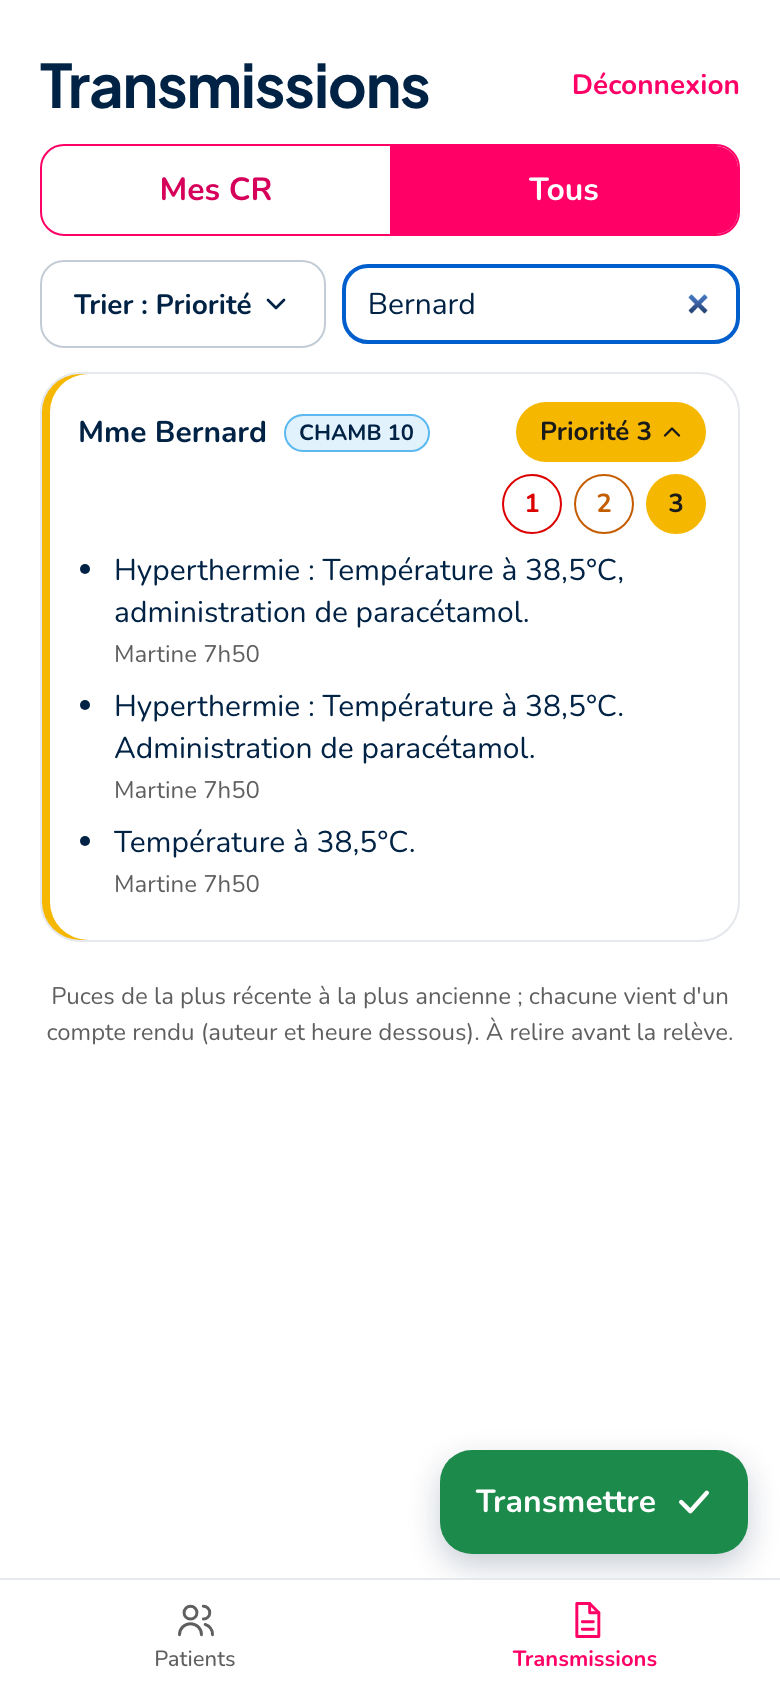 Transmissions
Déconnexion
Mes CR
Tous
Trier : Priorité
Bernard
Mme Bernard
CHAMB 10
Priorité 3
1
2
3
Hyperthermie : Température à 38,5°C,
administration de paracétamol.
Martine 7h50
Hyperthermie : Température à 38,5°C.
Administration de paracétamol.
Martine 7h50
Température à 38,5°C.
Martine 7h50
Puces de la plus récente à la plus ancienne ; chacune vient d'un
compte rendu (auteur et heure dessous). À relire avant la relève.
Transmettre
Patients
Transmissions